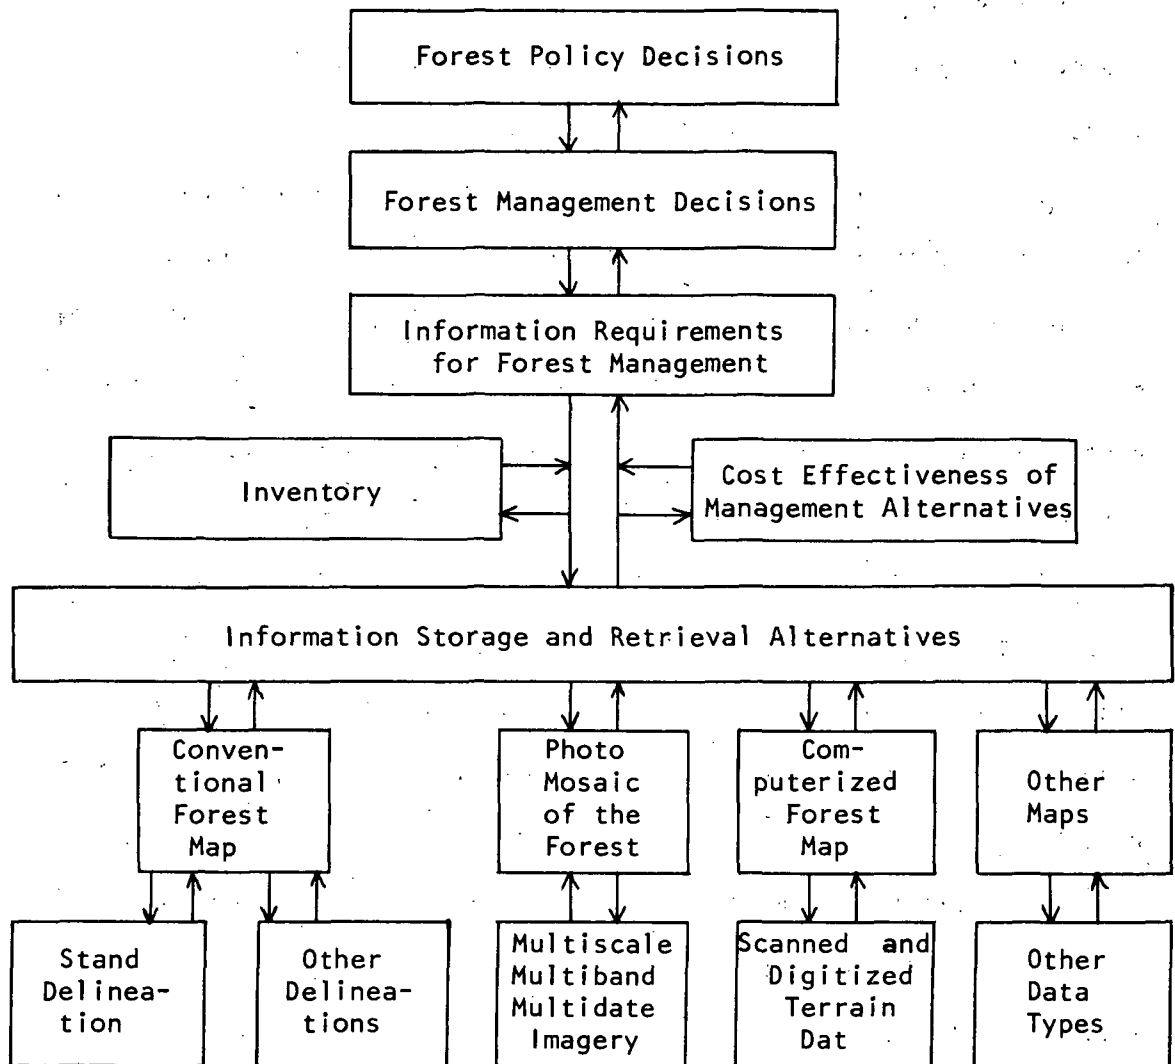 Forest Policy Decisions
Forest Management Decisions
Information Requirements
for Forest Management
Inventory
Cost Effectiveness of
Management Alternatives
Information Storage and Retrieval Alternatives
Conven-
tional
Forest
Map
Photo
Mosaic
of the
Forest
Com-
puterized
Forest
Map
Other
Maps
Stand
Delinea-
tion
Other
Delinea-
tions
Multiscale
Multiband
Multidate
Imagery
Scanned and
Digitized
Terrain
Dat
Other
Data
Types